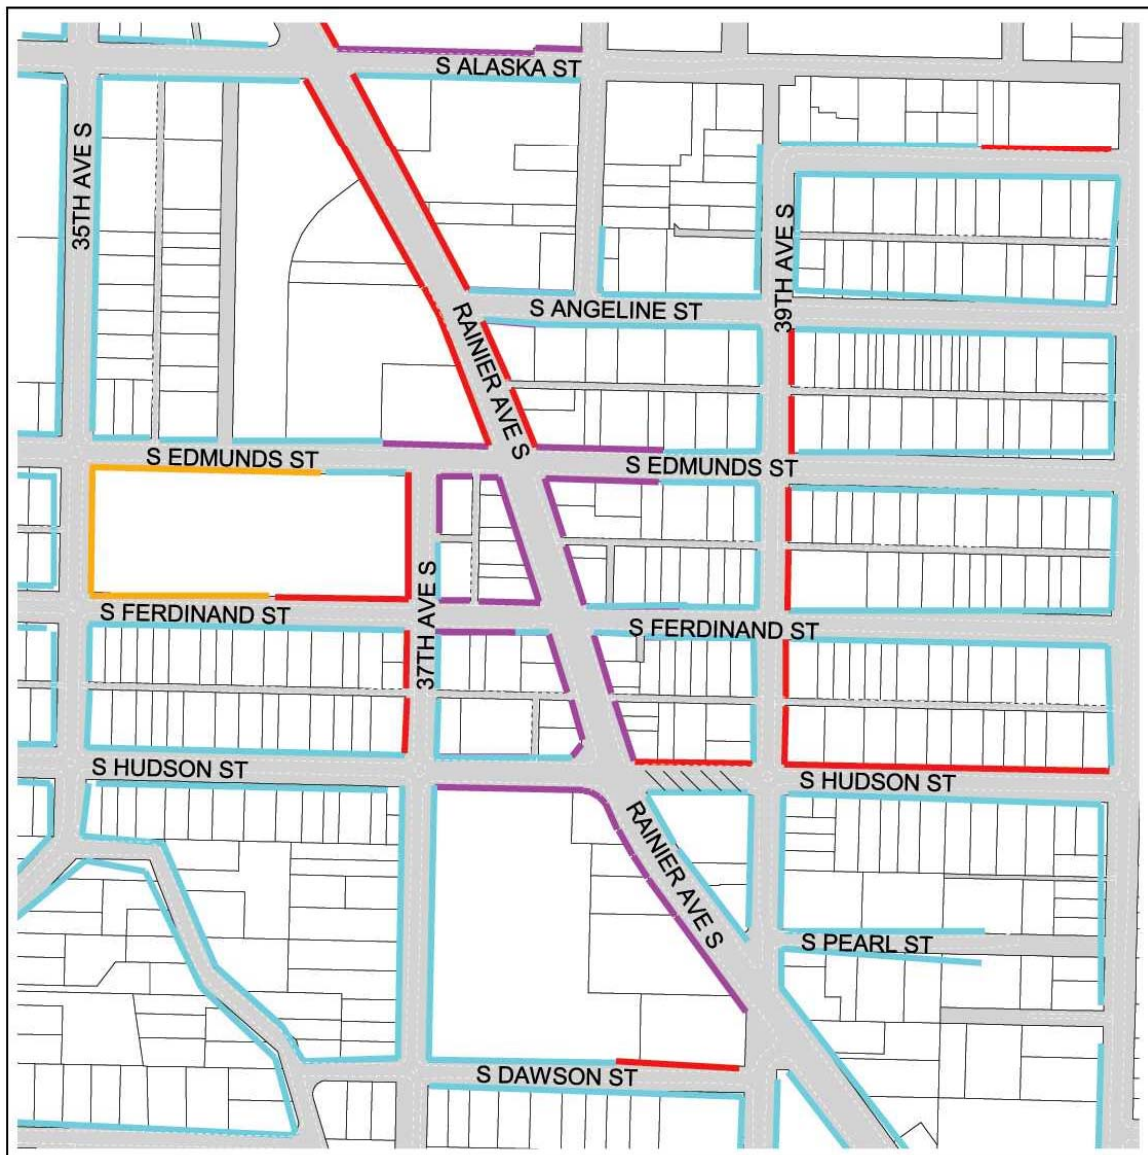 S ALASKA ST
35TH AVE S
39TH AVE S
S ANGELINE ST
RAINIER AVE S
S EDMUNDS ST
S EDMUNDS ST
37TH AVE S
S FERDINAND ST
S FERDINAND ST
S HUDSON ST
S HUDSON ST
RAINIER AVE S
S PEARL ST
S DAWSON ST